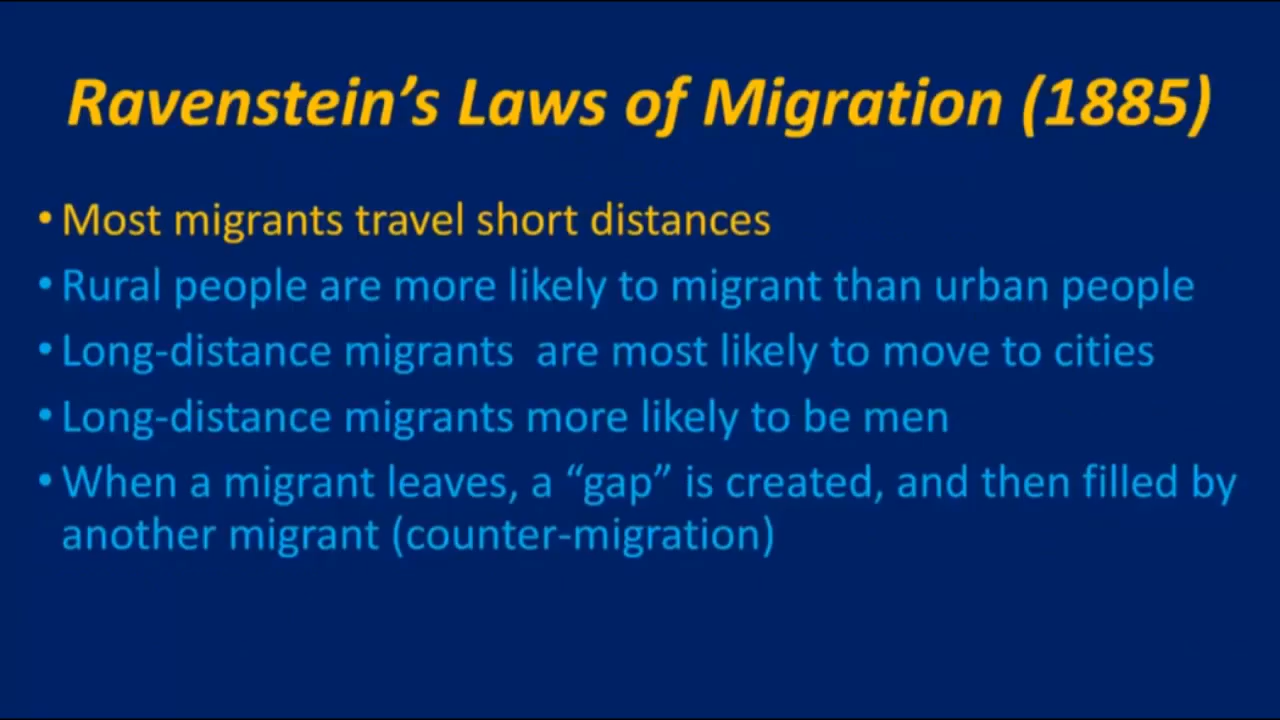 Ravenstein’s Laws of Migration (1885)
• Most migrants travel short distances
• Rural people are more likely to migrant than urban people
• Long-distance migrants  are most likely to move to cities
• Long-distance migrants more likely to be men
• When a migrant leaves, a “gap” is created, and then filled by
another migrant (counter-migration)